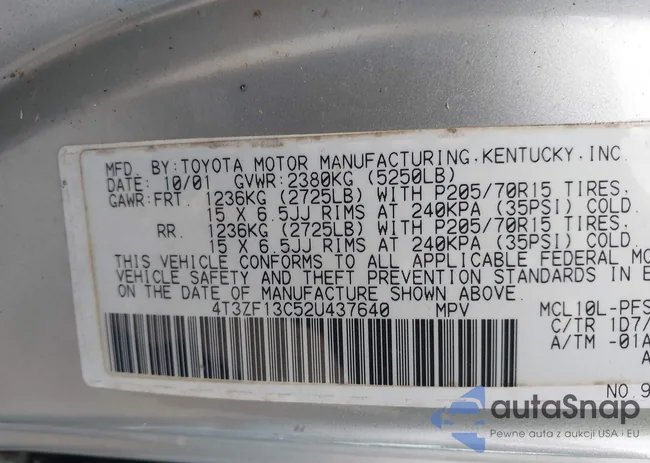 MFD. BY:TOYOTA MOTOR MANUFACTURING,KENTUCKY,INC.
DATE: 10/01 GVWR:2380KG (5250LB)
GAWR:FRT. 1236KG (2725LB) WITH P205/70R15 TIRES,
15 X 6.5JJ RIMS AT 240KPA (35PSI) COLD.
RR. 1236KG (2725LB) WITH P205/70R15 TIRES,
15 X 6.5JJ RIMS AT 240KPA (35PSI) COLD.
THIS VEHICLE CONFORMS TO ALL APPLICABLE FEDERAL MO
VEHICLE SAFETY AND THEFT PREVENTION STANDARDS IN E
ON THE DATE OF MANUFACTURE SHOWN ABOVE.
4T3ZF13C52U437640 MPV MCL10L-PFS
C/TR 1D7/
A/TM -01A
A
NO.9
autaSnap
Pewne auta z aukcji USA i EU